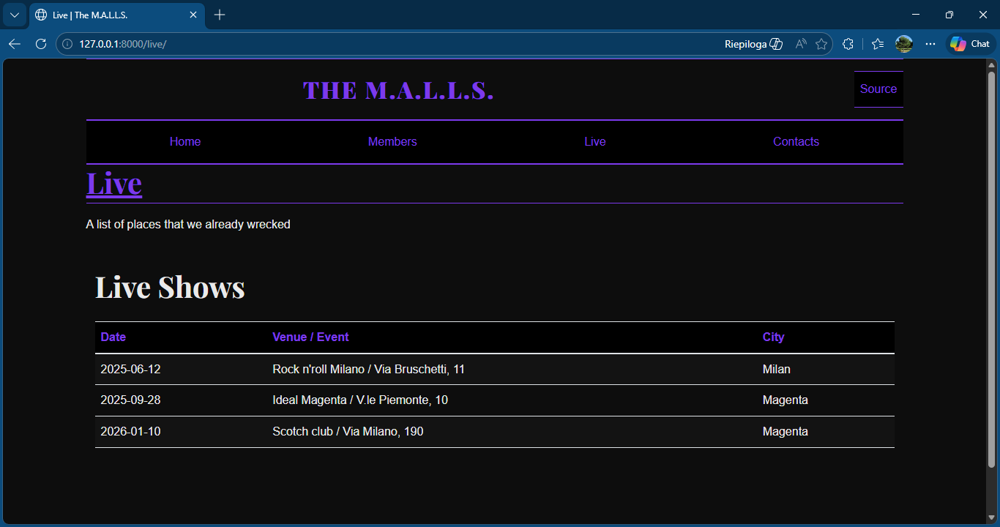 Live | The M.A.L.L.S.
127.0.0.1:8000/live/
Riepiloga
Chat
THE M.A.L.L.S.
Source
Home Members Live Contacts
Live
A list of places that we already wrecked
Live Shows
Date Venue / Event City
2025-06-12 Rock n'roll Milano / Via Bruschetti, 11 Milan
2025-09-28 Ideal Magenta / V.le Piemonte, 10 Magenta
2026-01-10 Scotch club / Via Milano, 190 Magenta